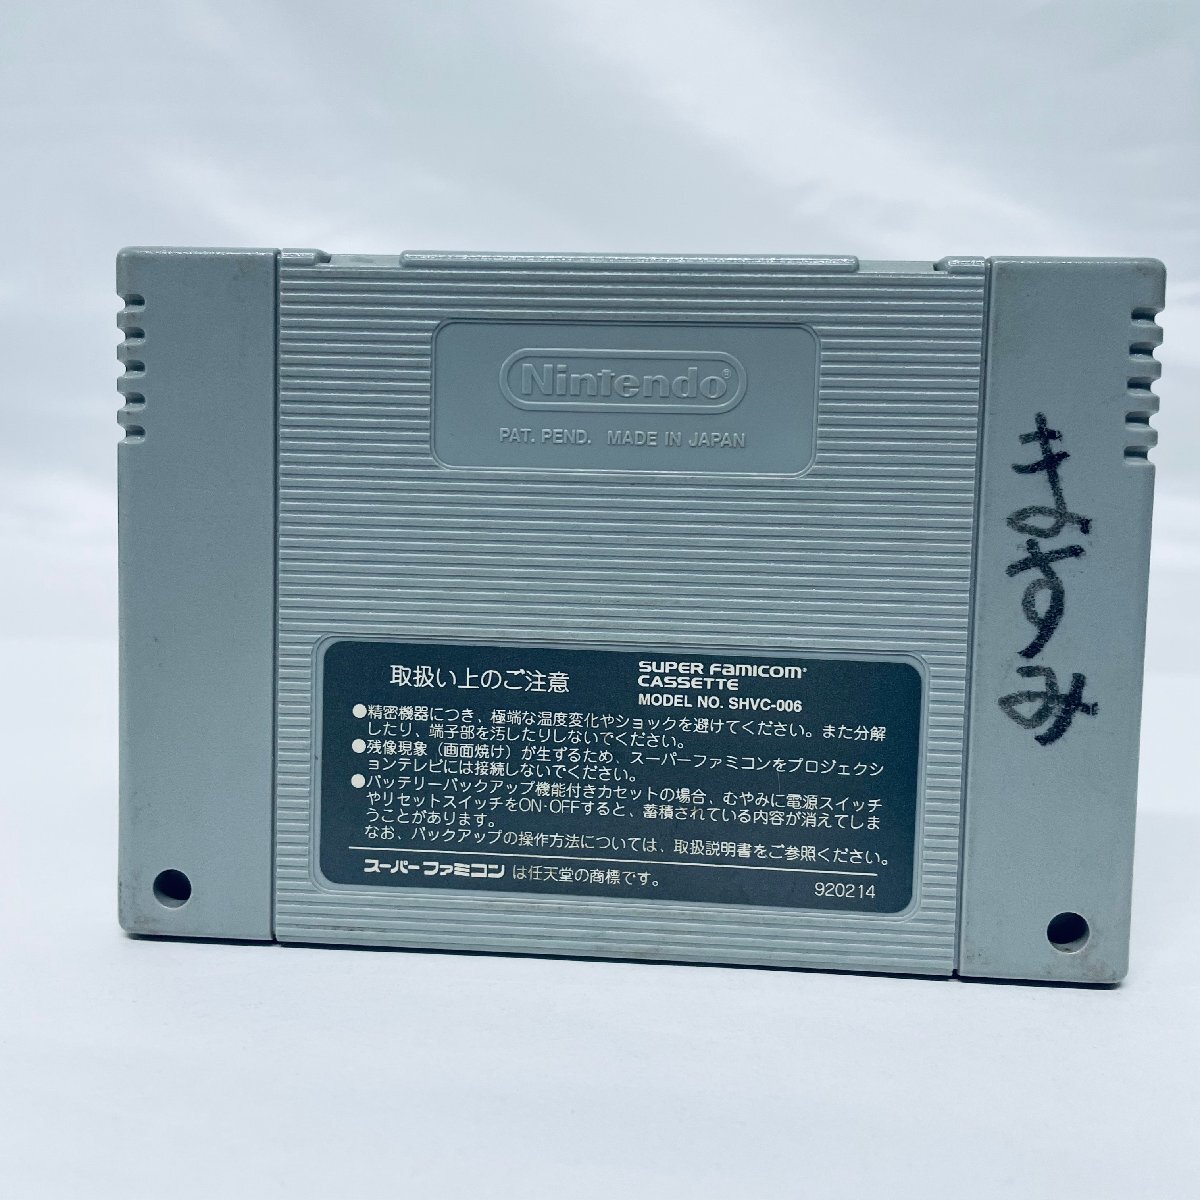 Nintendo®
PAT. PEND. MADE IN JAPAN
ますみ
取扱い上のご注意
SUPER FAMICOM®
CASSETTE
MODEL NO. SHVC-006
●精密機器につき、極端な温度変化やショックを避けてください。また分解
したり、端子部を汚したりしないでください。
●残像現象（画面焼け）が生ずるため、スーパーファミコンをプロジェクシ
ョンテレビには接続しないでください。
●バッテリーバックアップ機能付きカセットの場合、むやみに電源スイッチ
やリセットスイッチをON·OFFすると、蓄積されている内容が消えてしま
うことがあります。
なお、バックアップの操作方法については、取扱説明書をご参照ください。
スーパーファミコン は任天堂の商標です。
920214